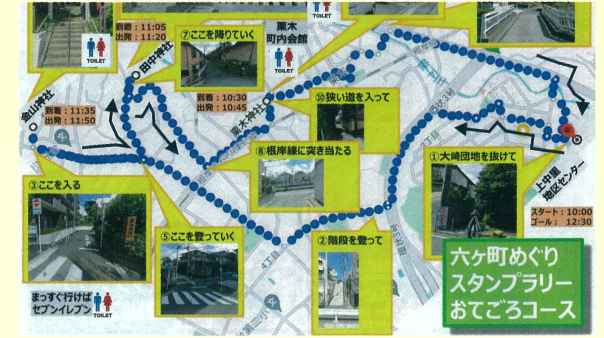 到着：11:05
出発：11:20
TOILET
田中神社
⑦ここを降りていく
栗木
町内会館
TOILET
到着：11:35
出発：11:50
金山神社
到着：10:30
出発：10:45
栗木神社
⑩狭い道を入って
⑧根岸線に突き当たる
①大崎団地を抜けて
上中里
地区センター
スタート：10:00
ゴール： 12:30
③ここを入る
⑤ここを登っていく
②階段を登って
4丁目
まっすぐ行けば
セブンイレブン
TOILET
六ヶ町めぐり
スタンプラリー
おてごろコース